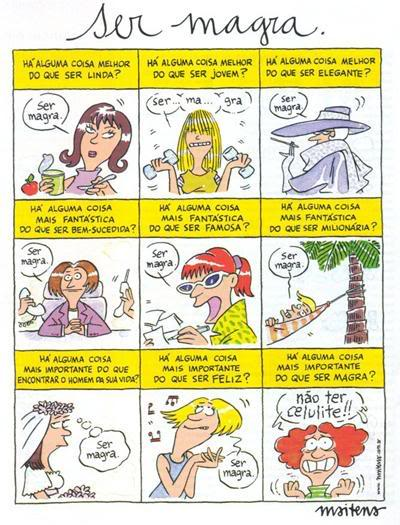 ser magra.
HÁ ALGUMA COISA MELHOR
DO QUE SER LINDA?
Ser
magra.
HÁ ALGUMA COISA MELHOR
DO QUE SER JOVEM?
ser...ma...gra
HÁ ALGUMA COISA MELHOR
DO QUE SER ELEGANTE?
Ser
magra.
HÁ ALGUMA COISA
MAIS FANTÁSTICA
DO QUE SER BEM-SUCEDIDA?
Ser
magra.
HÁ ALGUMA COISA
MAIS FANTÁSTICA
DO QUE SER FAMOSA?
Ser
magra.
HÁ ALGUMA COISA
MAIS FANTÁSTICA
DO QUE SER MILIONÁRIA?
Ser
magra.
HÁ ALGUMA COISA
MAIS IMPORTANTE DO QUE
ENCONTRAR O HOMEM DA SUA VIDA?
Ser
magra.
HÁ ALGUMA COISA
MAIS IMPORTANTE
DO QUE SER FELIZ?
Ser
magra.
HÁ ALGUMA COISA
MAIS IMPORTANTE
DO QUE SER MAGRA?
não ter
celulite!!
maitena